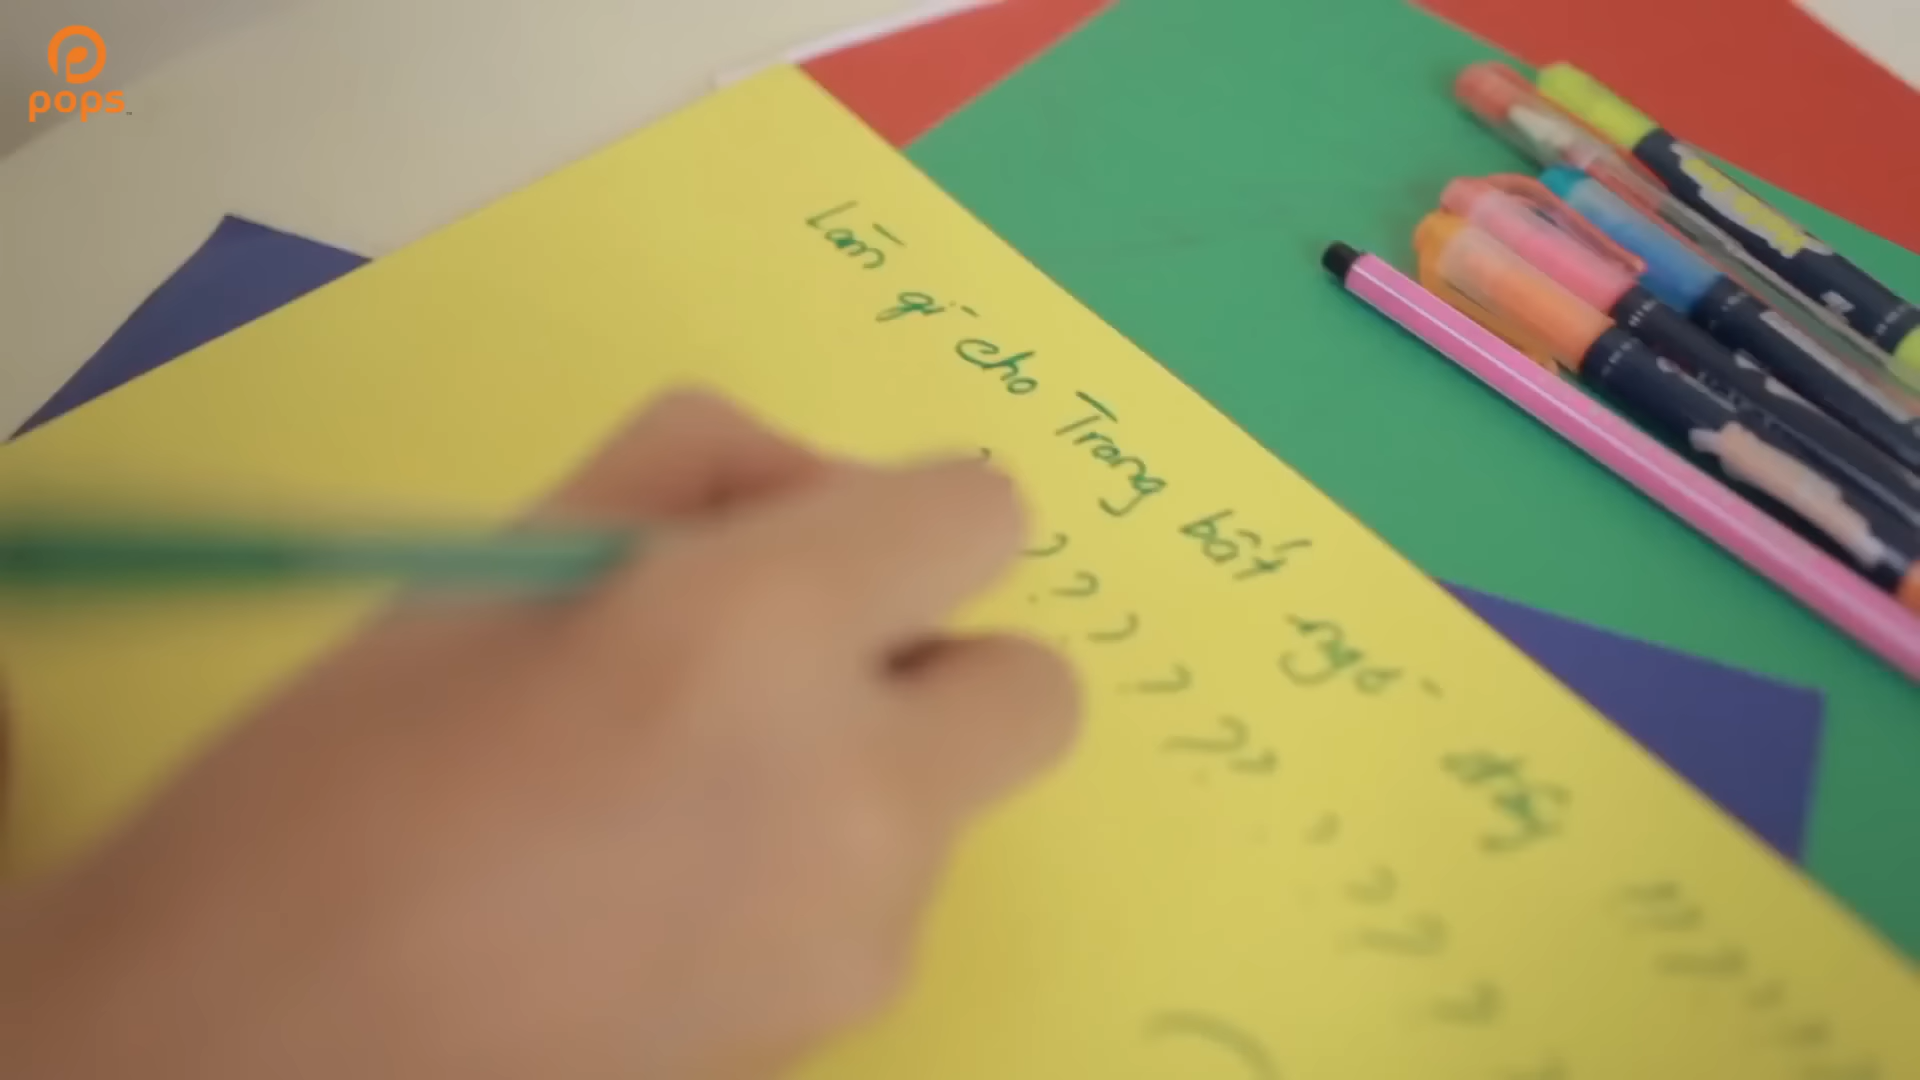 pops
Làm gì cho Trang bất ngờ đây ????
? ? ? ? ? ? ? ? ? ? ? ?